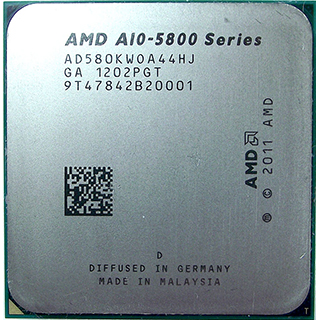 AMD A10-5800 Series
AD580KWOA44HJ
GA 1202PGT
9T47842B20001
AMD
© 2011 AMD
D
DIFFUSED IN GERMANY
MADE IN MALAYSIA
T